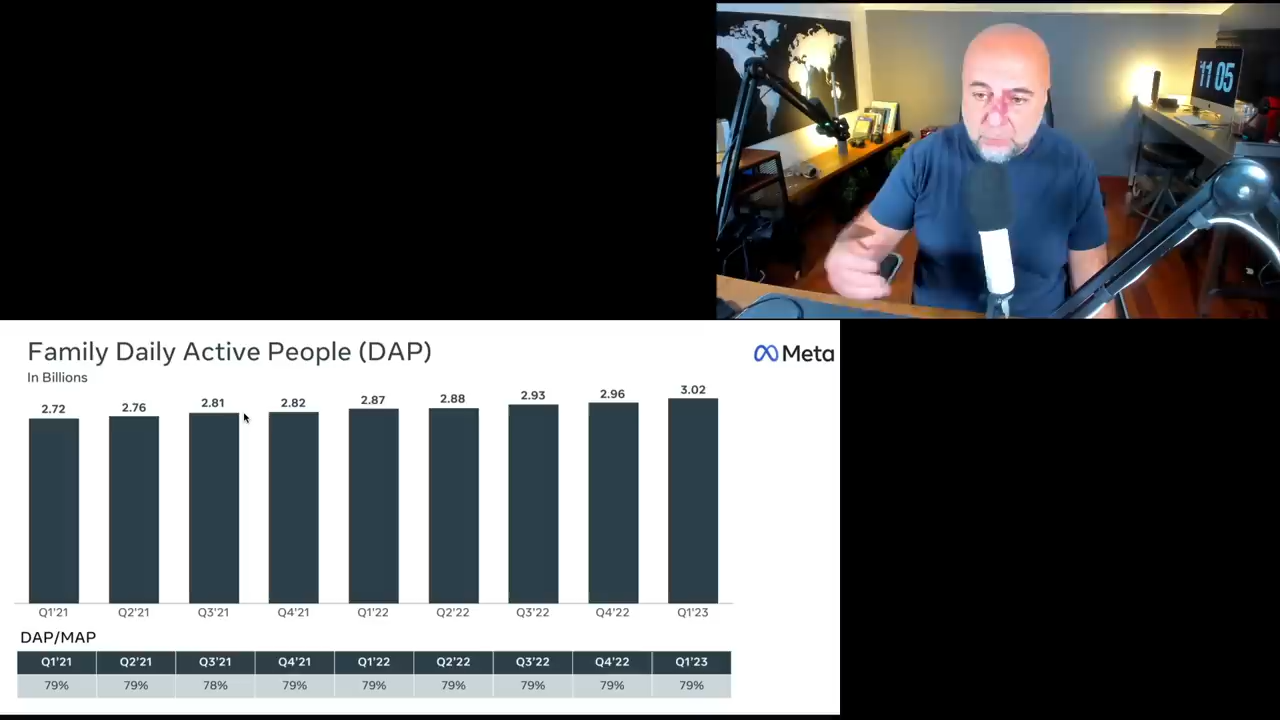 11 05
Family Daily Active People (DAP)
Meta
In Billions
2.72 2.76 2.81 2.82 2.87 2.88 2.93 2.96 3.02
Q1'21 Q2'21 Q3'21 Q4'21 Q1'22 Q2'22 Q3'22 Q4'22 Q1'23
DAP/MAP
Q1'21 Q2'21 Q3'21 Q4'21 Q1'22 Q2'22 Q3'22 Q4'22 Q1'23
79% 79% 78% 79% 79% 79% 79% 79% 79%